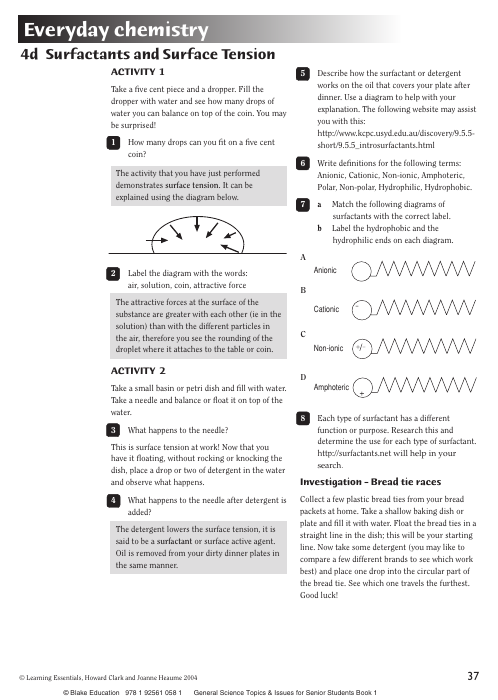 Everyday chemistry
4d Surfactants and Surface Tension
ACTIVITY 1
Take a five cent piece and a dropper. Fill the
dropper with water and see how many drops of
water you can balance on top of the coin. You may
be surprised!
1 How many drops can you fit on a five cent
coin?
The activity that you have just performed
demonstrates surface tension. It can be
explained using the diagram below.
2 Label the diagram with the words:
air, solution, coin, attractive force
The attractive forces at the surface of the
substance are greater with each other (ie in the
solution) than with the different particles in
the air, therefore you see the rounding of the
droplet where it attaches to the table or coin.
ACTIVITY 2
Take a small basin or petri dish and fill with water.
Take a needle and balance or float it on top of the
water.
3 What happens to the needle?
This is surface tension at work! Now that you
have it floating, without rocking or knocking the
dish, place a drop or two of detergent in the water
and observe what happens.
4 What happens to the needle after detergent is
added?
The detergent lowers the surface tension, it is
said to be a surfactant or surface active agent.
Oil is removed from your dirty dinner plates in
the same manner.
5 Describe how the surfactant or detergent
works on the oil that covers your plate after
dinner. Use a diagram to help with your
explanation. The following website may assist
you with this:
http://www.kcpc.usyd.edu.au/discovery/9.5.5-
short/9.5.5_introsurfactants.html
6 Write definitions for the following terms:
Anionic, Cationic, Non-ionic, Amphoteric,
Polar, Non-polar, Hydrophilic, Hydrophobic.
7 a Match the following diagrams of
surfactants with the correct label.
b Label the hydrophobic and the
hydrophilic ends on each diagram.
A
Anionic
B
Cationic -
C
Non-ionic +/-
D
Amphoteric +
8 Each type of surfactant has a different
function or purpose. Research this and
determine the use for each type of surfactant.
http://surfactants.net will help in your
search.
Investigation – Bread tie races
Collect a few plastic bread ties from your bread
packets at home. Take a shallow baking dish or
plate and fill it with water. Float the bread ties in a
straight line in the dish; this will be your starting
line. Now take some detergent (you may like to
compare a few different brands to see which work
best) and place one drop into the circular part of
the bread tie. See which one travels the furthest.
Good luck!
© Learning Essentials, Howard Clark and Joanne Heaume 2004
37
© Blake Education 978 1 92561 058 1 General Science Topics & Issues for Senior Students Book 1